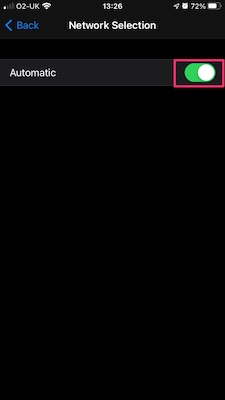 O2-UK 13:26 72%
Back Network Selection
Automatic